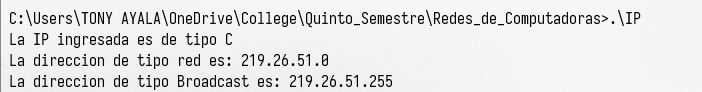 C:\Users\TONY AYALA\OneDrive\College\Quinto_Semestre\Redes_de_Computadoras>.\IP
La IP ingresada es de tipo C
La direccion de tipo red es: 219.26.51.0
La direccion de tipo Broadcast es: 219.26.51.255